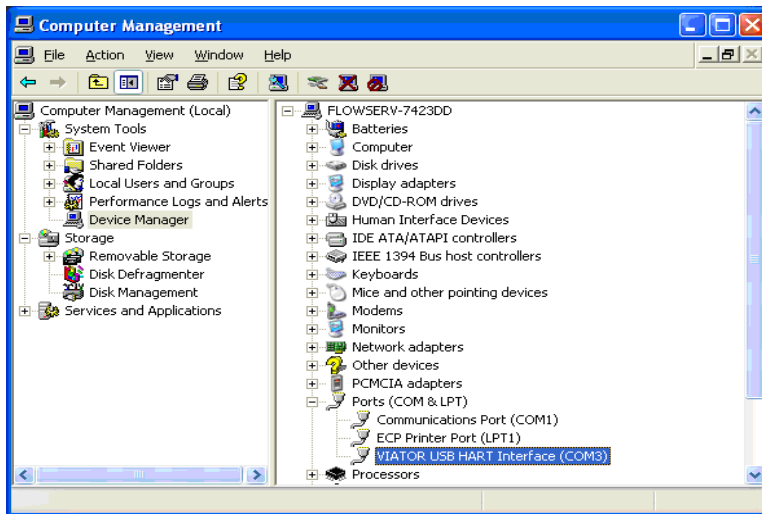 Computer Management
File Action View Window Help
Computer Management (Local)
System Tools
Event Viewer
Shared Folders
Local Users and Groups
Performance Logs and Alerts
Device Manager
Storage
Removable Storage
Disk Defragmenter
Disk Management
Services and Applications
FLOWSERV-7423DD
Batteries
Computer
Disk drives
Display adapters
DVD/CD-ROM drives
Human Interface Devices
IDE ATA/ATAPI controllers
IEEE 1394 Bus host controllers
Keyboards
Mice and other pointing devices
Modems
Monitors
Network adapters
Other devices
PCMCIA adapters
Ports (COM & LPT)
Communications Port (COM1)
ECP Printer Port (LPT1)
VIATOR USB HART Interface (COM3)
Processors